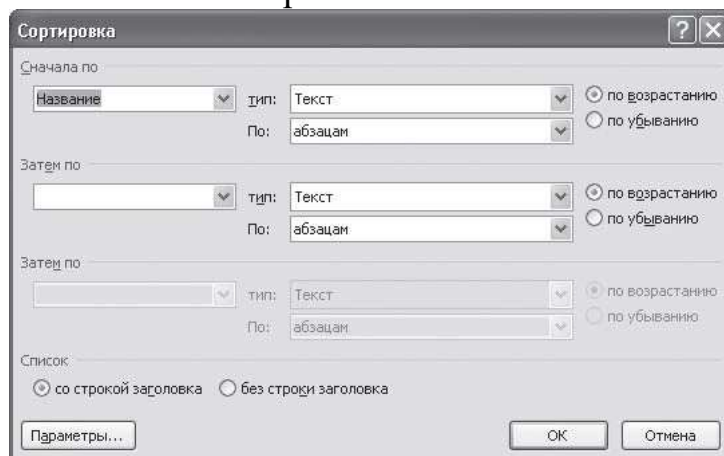 Сортировка
Сначала по
Название тип: Текст по возрастанию
По: абзацам по убыванию
Затем по
тип: Текст по возрастанию
По: абзацам по убыванию
Затем по
тип: Текст по возрастанию
По: абзацам по убыванию
Список
со строкой заголовка без строки заголовка
Параметры... ОК Отмена